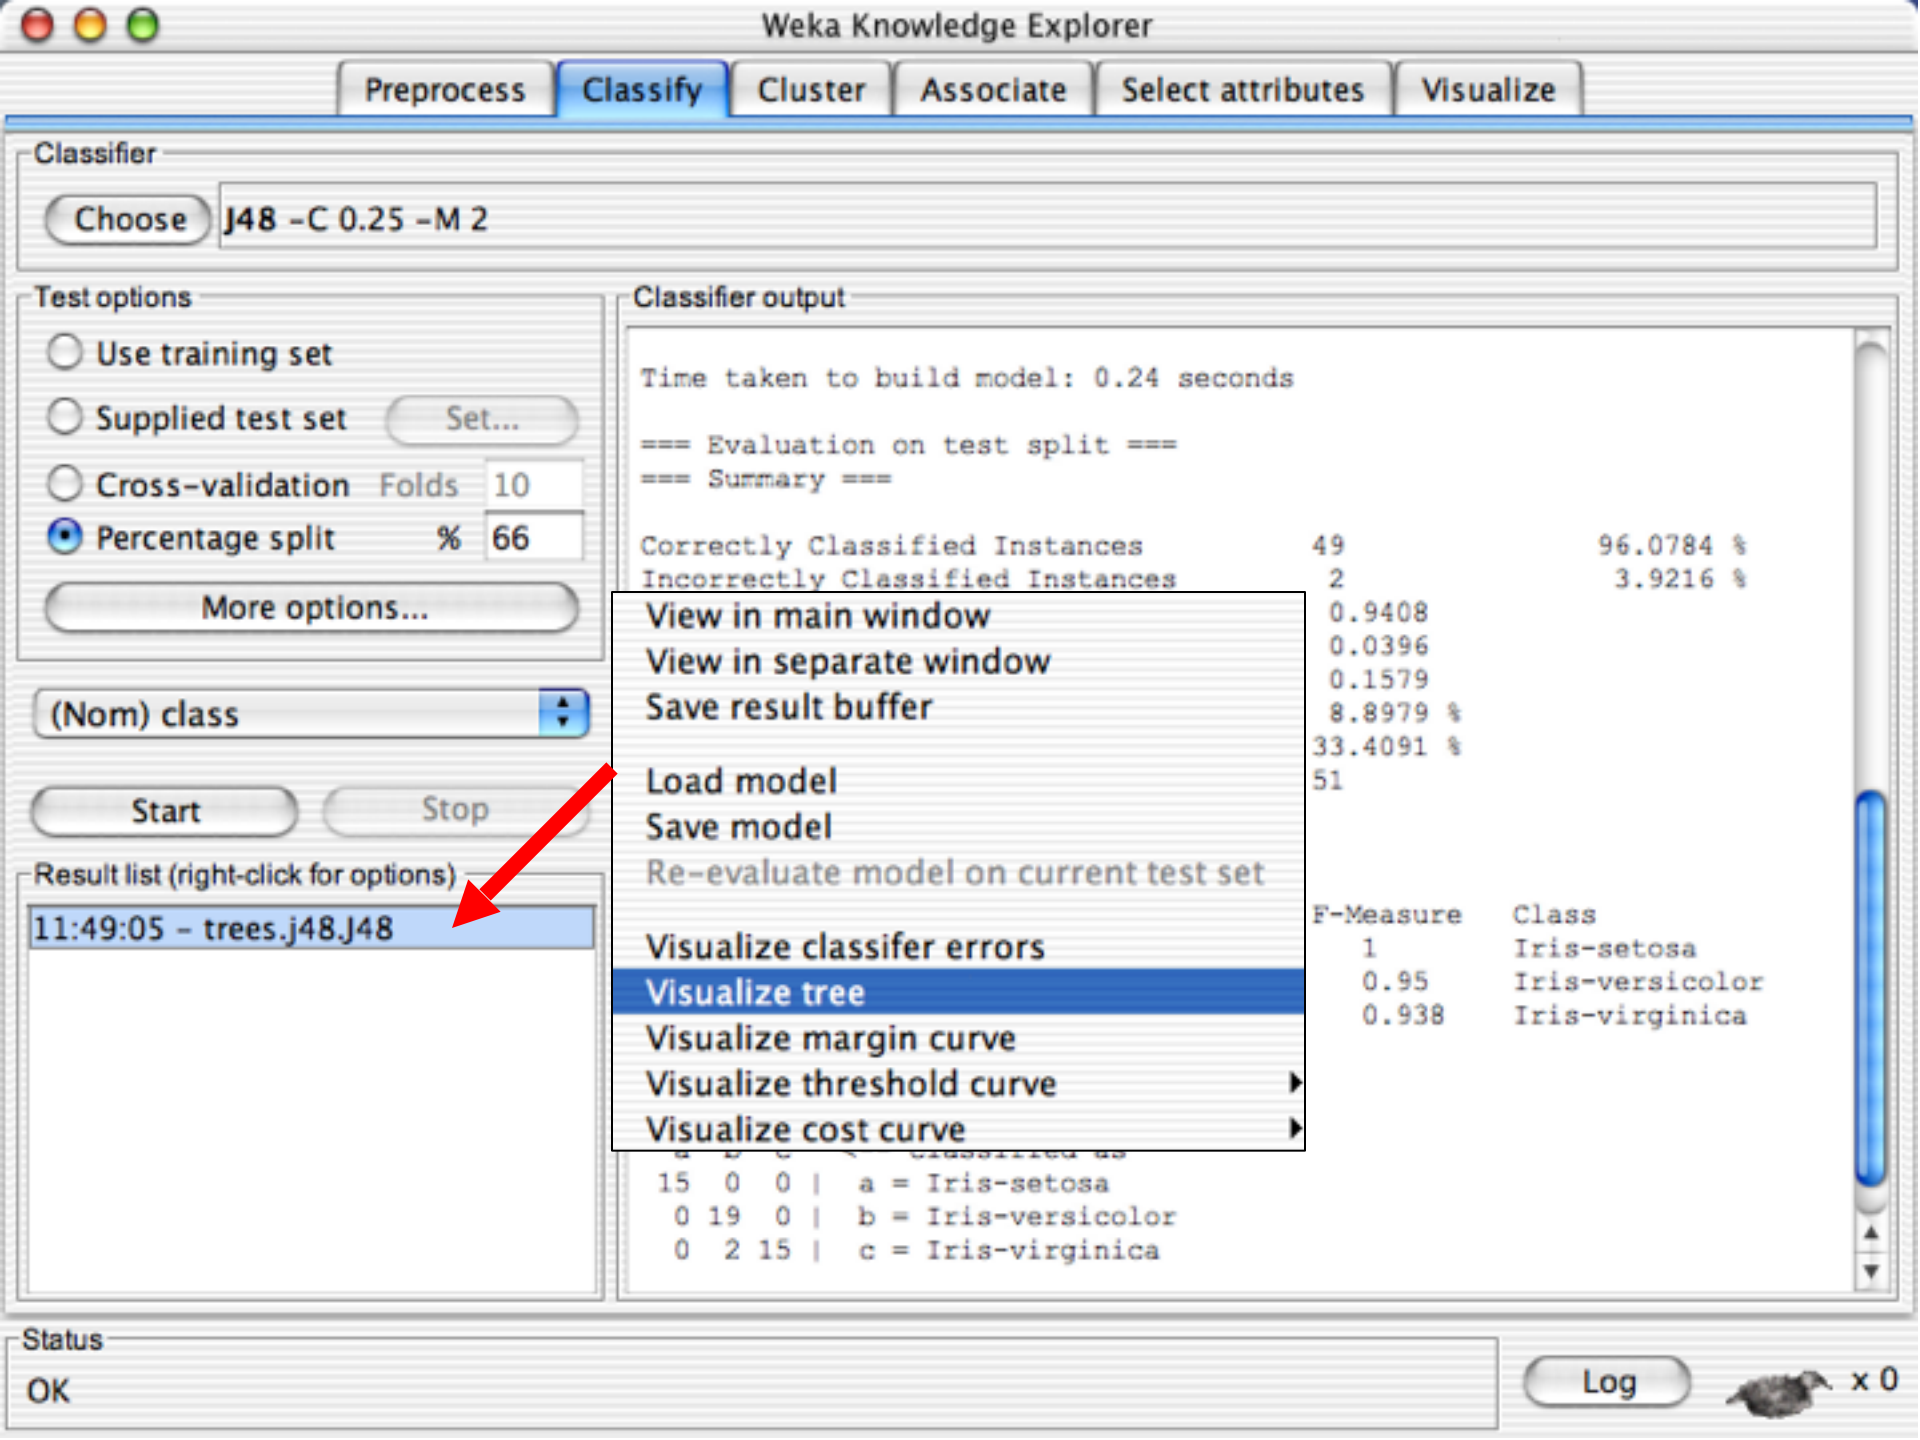 Weka Knowledge Explorer
Preprocess Classify Cluster Associate Select attributes Visualize
Classifier
Choose J48 -C 0.25 -M 2
Test options
Use training set
Supplied test set Set...
Cross-validation Folds 10
Percentage split % 66
More options...
(Nom) class
Start Stop
Result list (right-click for options)
11:49:05 - trees.j48.J48
Classifier output
Time taken to build model: 0.24 seconds
=== Evaluation on test split ===
=== Summary ===
Correctly Classified Instances 49 96.0784 %
Incorrectly Classified Instances 2 3.9216 %
0.9408
0.0396
0.1579
8.8979 %
33.4091 %
51
F-Measure Class
1 Iris-setosa
0.95 Iris-versicolor
0.938 Iris-virginica
View in main window
View in separate window
Save result buffer
Load model
Save model
Re-evaluate model on current test set
Visualize classifer errors
Visualize tree
Visualize margin curve
Visualize threshold curve
Visualize cost curve
15 0 0 | a = Iris-setosa
0 19 0 | b = Iris-versicolor
0 2 15 | c = Iris-virginica
Status
OK
Log x 0